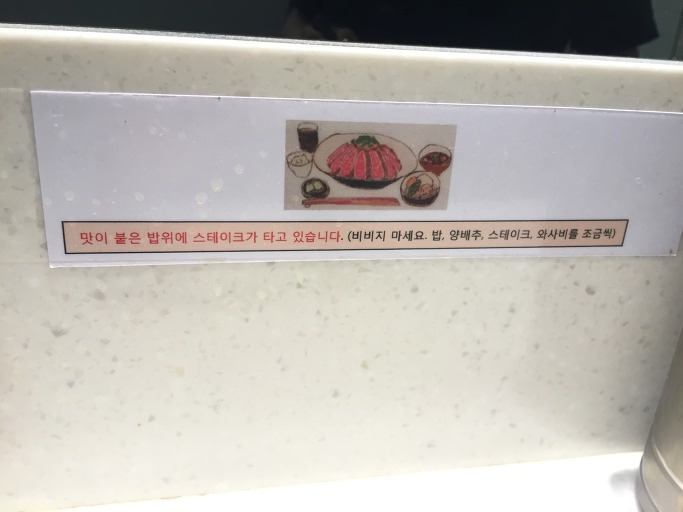 맛이 붙은 밥위에 스테이크가 타고 있습니다. (비비지 마세요. 밥, 양배추, 스테이크, 와사비를 조금씩)